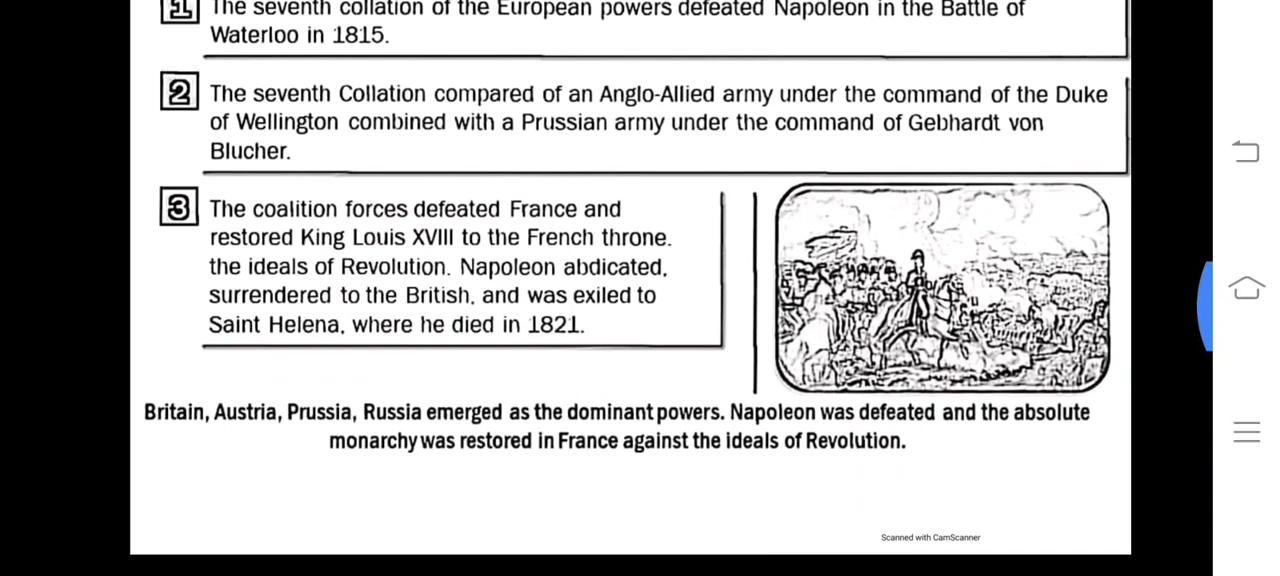 1 The seventh collation of the European powers defeated Napoleon in the Battle of
Waterloo in 1815.
2 The seventh Collation compared of an Anglo-Allied army under the command of the Duke
of Wellington combined with a Prussian army under the command of Gebhardt von
Blucher.
3 The coalition forces defeated France and
restored King Louis XVIII to the French throne.
the ideals of Revolution. Napoleon abdicated,
surrendered to the British, and was exiled to
Saint Helena, where he died in 1821.
Britain, Austria, Prussia, Russia emerged as the dominant powers. Napoleon was defeated and the absolute
monarchy was restored in France against the ideals of Revolution.
Scanned with CamScanner